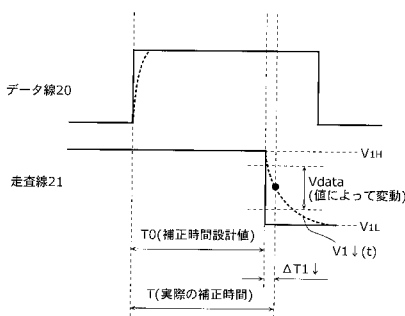 データ線20
走査線21
V1H
Vdata
(値によって変動)
V1L
T0(補正時間設計値)
V1↓(t)
ΔT1↓
T(実際の補正時間)